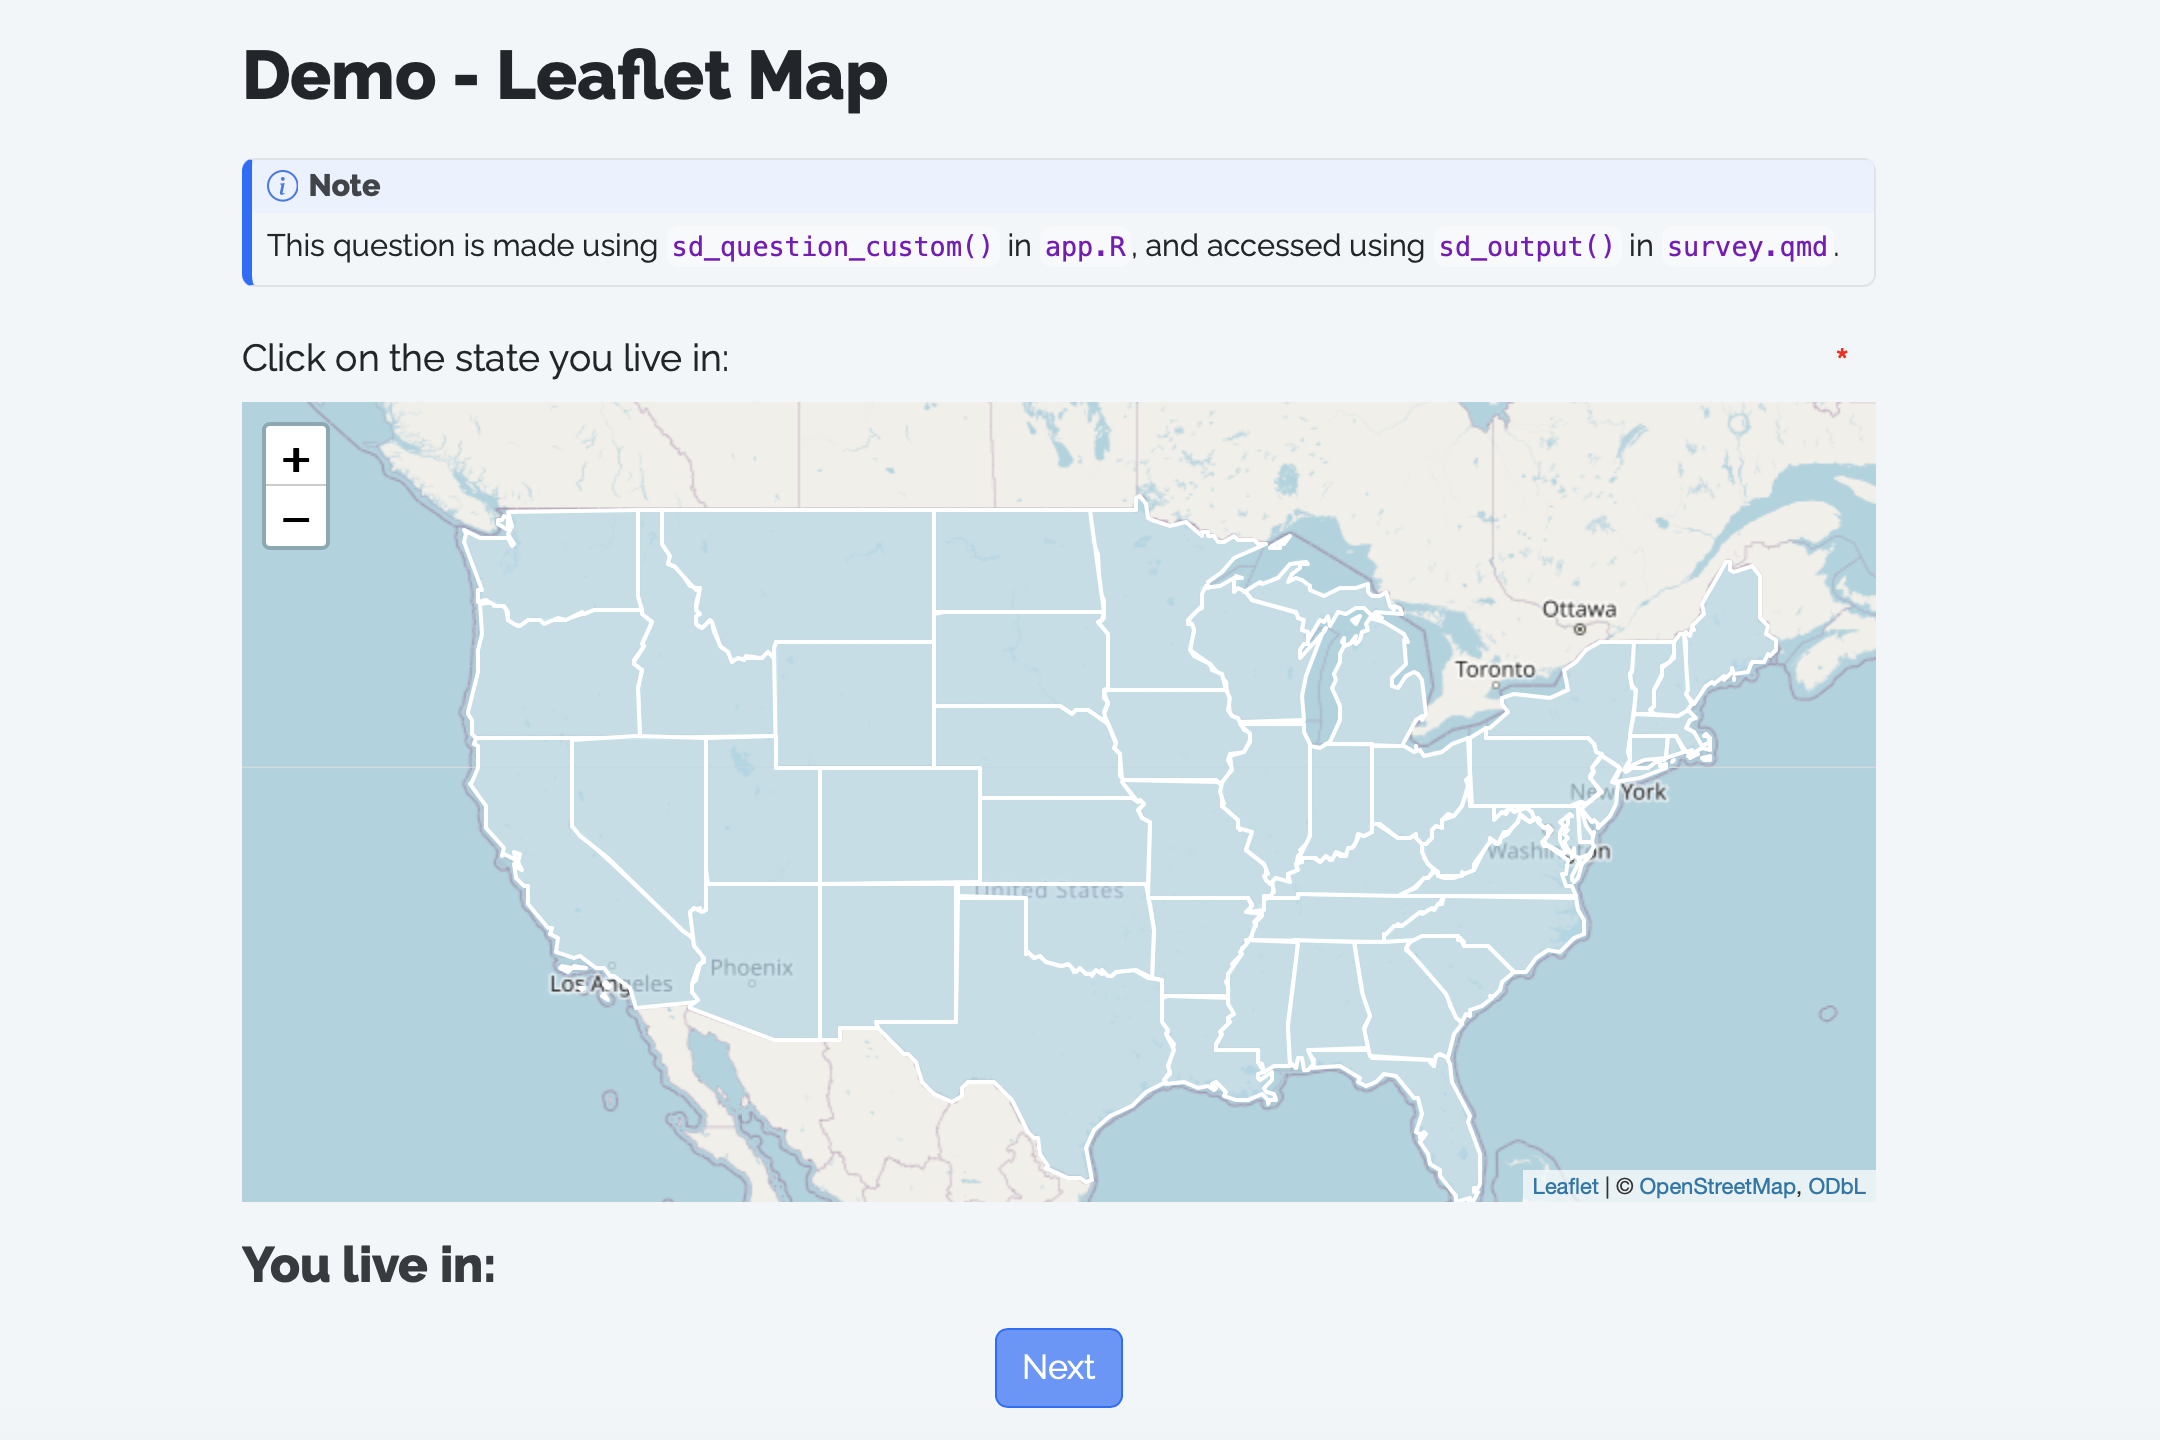 Demo - Leaflet Map
Note
This question is made using sd_question_custom() in app.R, and accessed using sd_output() in survey.qmd.
Click on the state you live in: *
+
−
Ottawa
Toronto
New York
Washington
United States
Phoenix
Los Angeles
Leaflet | © OpenStreetMap, ODbL
You live in:
Next